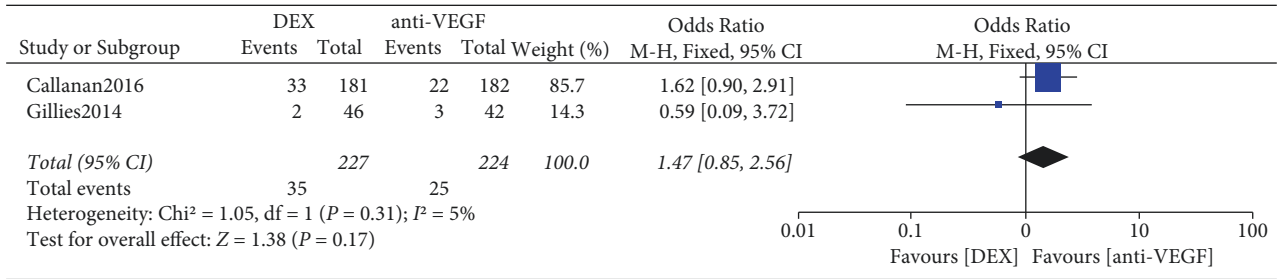 DEX anti-VEGF Odds Ratio Odds Ratio
Study or Subgroup Events Total Events Total Weight (%) M-H, Fixed, 95% CI M-H, Fixed, 95% CI
Callanan2016 33 181 22 182 85.7 1.62 [0.90, 2.91]
Gillies2014 2 46 3 42 14.3 0.59 [0.09, 3.72]
Total (95% CI) 227 224 100.0 1.47 [0.85, 2.56]
Total events 35 25
Heterogeneity: Chi² = 1.05, df = 1 (P = 0.31); I² = 5%
Test for overall effect: Z = 1.38 (P = 0.17)
0.01 0.1 0 10 100
Favours [DEX] Favours [anti-VEGF]